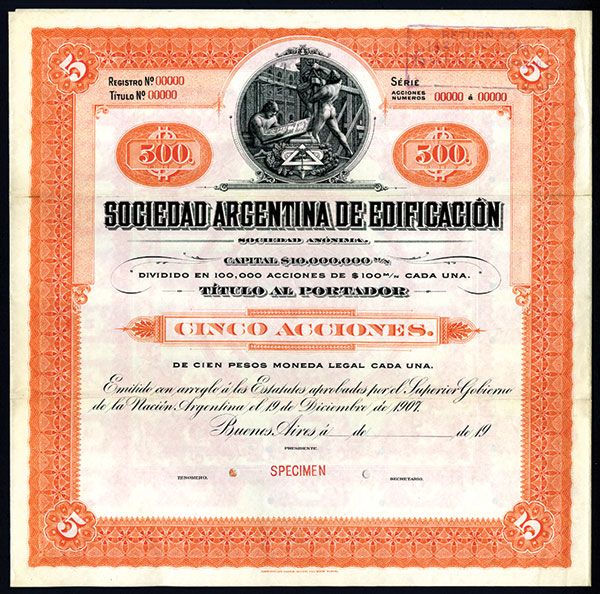 RETURN TO
5 5
REGISTRO Nº 00000
TÍTULO Nº 00000
SÉRIE
ACCIONES
NUMEROS 00000 á 00000
500. 500.
SOCIEDAD ARGENTINA DE EDIFICACIÓN
SOCIEDAD ANÓNIMA.
CAPITAL $10,000,000 M/N
DIVIDIDO EN 100,000 ACCIONES DE $100 M/N CADA UNA.
TÍTULO AL PORTADOR
CINCO ACCIONES.
DE CIEN PESOS MONEDA LEGAL CADA UNA.
Emitido con arreglo á los Estatutos aprobados por el Superior Gobierno
de la Nación Argentina el 19 de Diciembre de 1907.
Buenos Aires á de de 19
PRESIDENTE.
SPECIMEN
TESORERO. SECRETARIO.
5 5